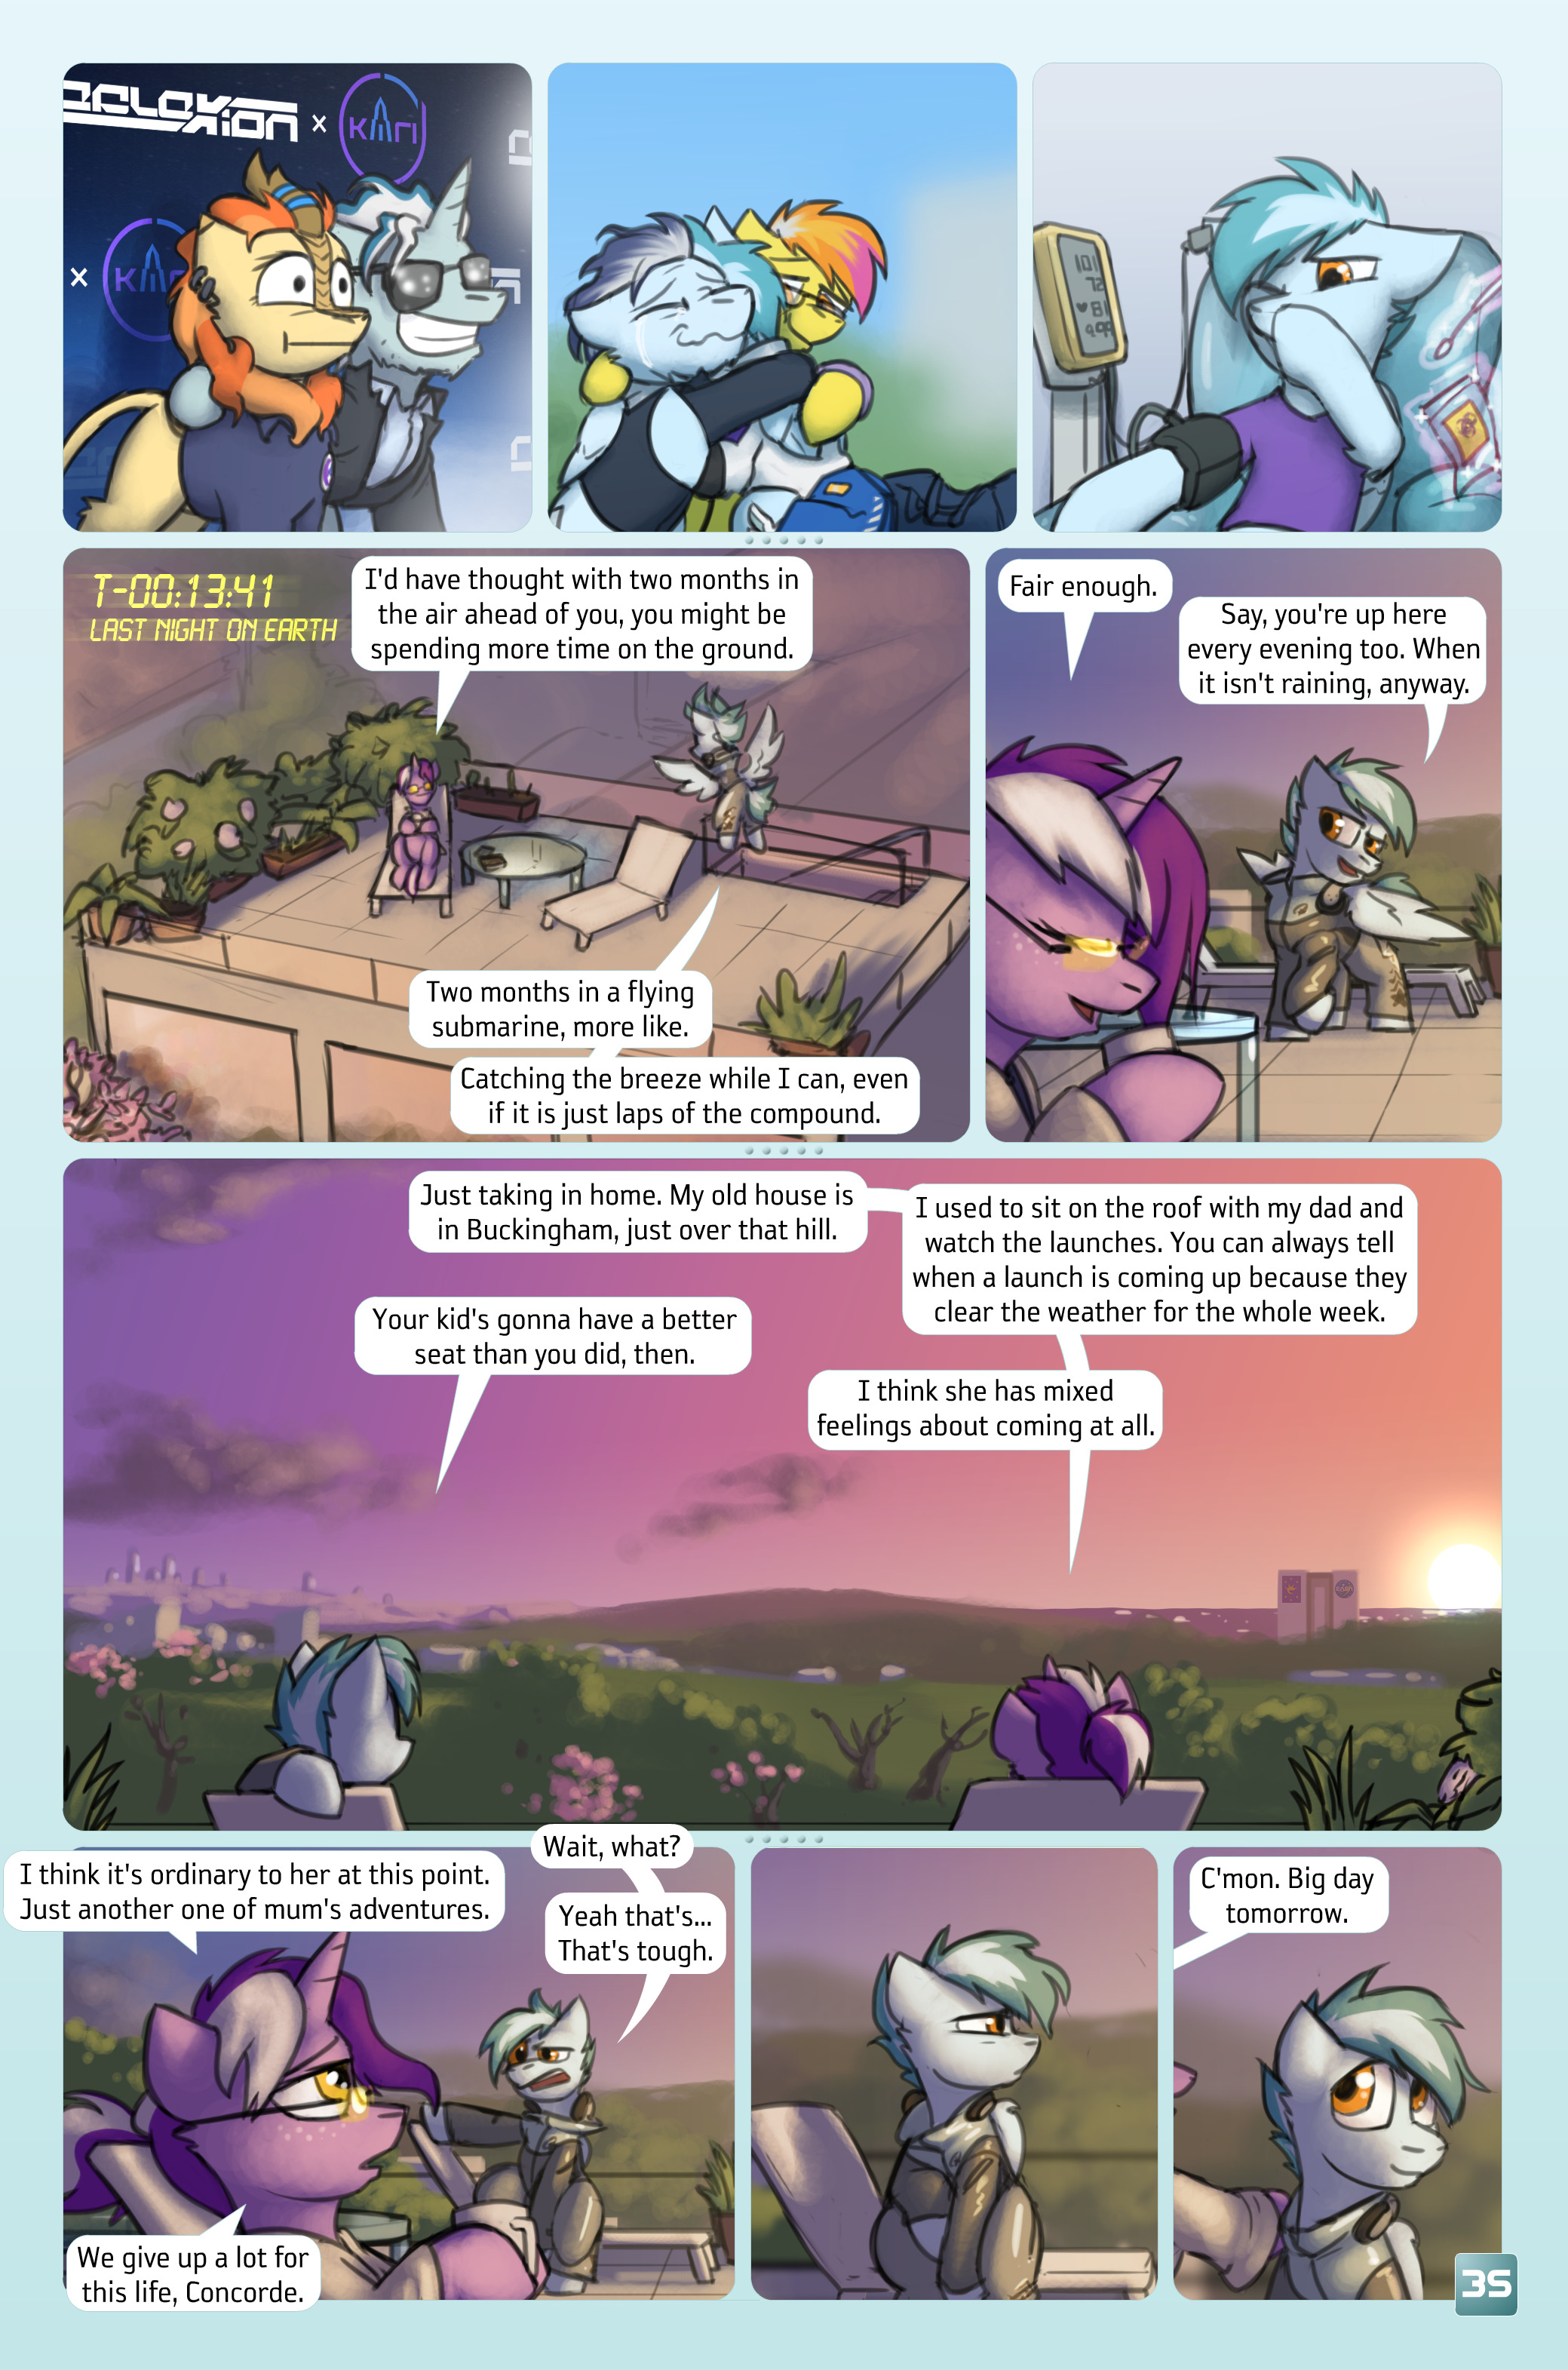 x
KARI
x
101
72
81
T-00:13:41
LAST NIGHT ON EARTH
I'd have thought with two months in
the air ahead of you, you might be
spending more time on the ground.
Two months in a flying
submarine, more like.
Catching the breeze while I can, even
if it is just laps of the compound.
Fair enough.
Say, you're up here
every evening too. When
it isn't raining, anyway.
Just taking in home. My old house is
in Buckingham, just over that hill.
I used to sit on the roof with my dad and
watch the launches. You can always tell
when a launch is coming up because they
clear the weather for the whole week.
Your kid's gonna have a better
seat than you did, then.
I think she has mixed
feelings about coming at all.
I think it's ordinary to her at this point.
Just another one of mum's adventures.
Wait, what?
Yeah that's...
That's tough.
We give up a lot for
this life, Concorde.
C'mon. Big day
tomorrow.
35